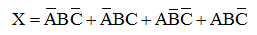 X = A̅BC̅ + A̅BC + AB̅C̅ + ABC̅